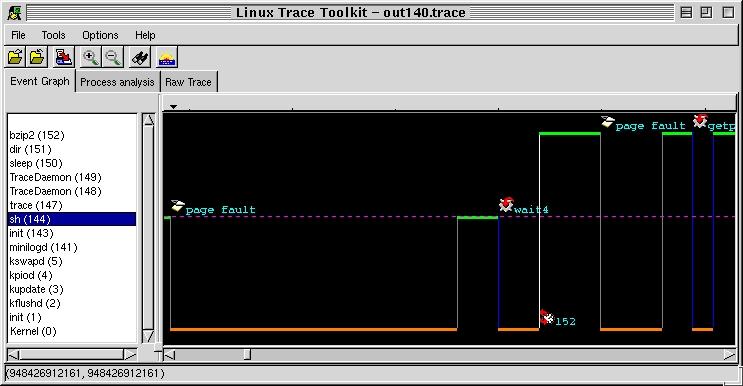 Linux Trace Toolkit – out140.trace
File Tools Options Help
Event Graph Process analysis Raw Trace
bzip2 (152)
dir (151)
sleep (150)
TraceDaemon (149)
TraceDaemon (148)
trace (147)
sh (144)
init (143)
minilogd (141)
kswapd (5)
kpiod (4)
kupdate (3)
kflushd (2)
init (1)
Kernel (0)
page fault getp
page fault wait4
152
(948426912161, 948426912161)